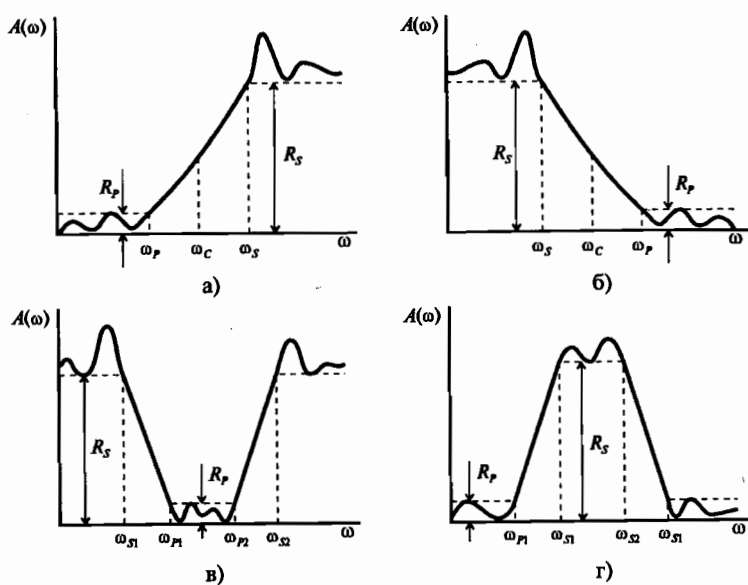 A(ω)
R_P
R_S
ω_P ω_C ω_S ω
а)
A(ω)
R_S
R_P
ω_S ω_C ω_P ω
б)
A(ω)
R_S
R_P
ω_S1 ω_P1 ω_P2 ω_S2 ω
в)
A(ω)
R_P
R_S
ω_P1 ω_S1 ω_S2 ω_S1 ω
г)